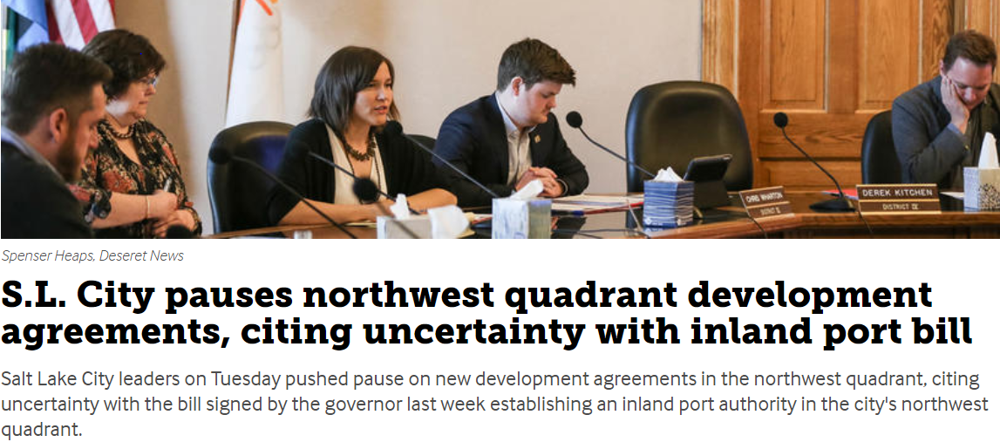 CHRIS WHARTON
DEREK KITCHEN
DISTRICT IV
Spenser Heaps, Deseret News
S.L. City pauses northwest quadrant development
agreements, citing uncertainty with inland port bill
Salt Lake City leaders on Tuesday pushed pause on new development agreements in the northwest quadrant, citing
uncertainty with the bill signed by the governor last week establishing an inland port authority in the city's northwest
quadrant.